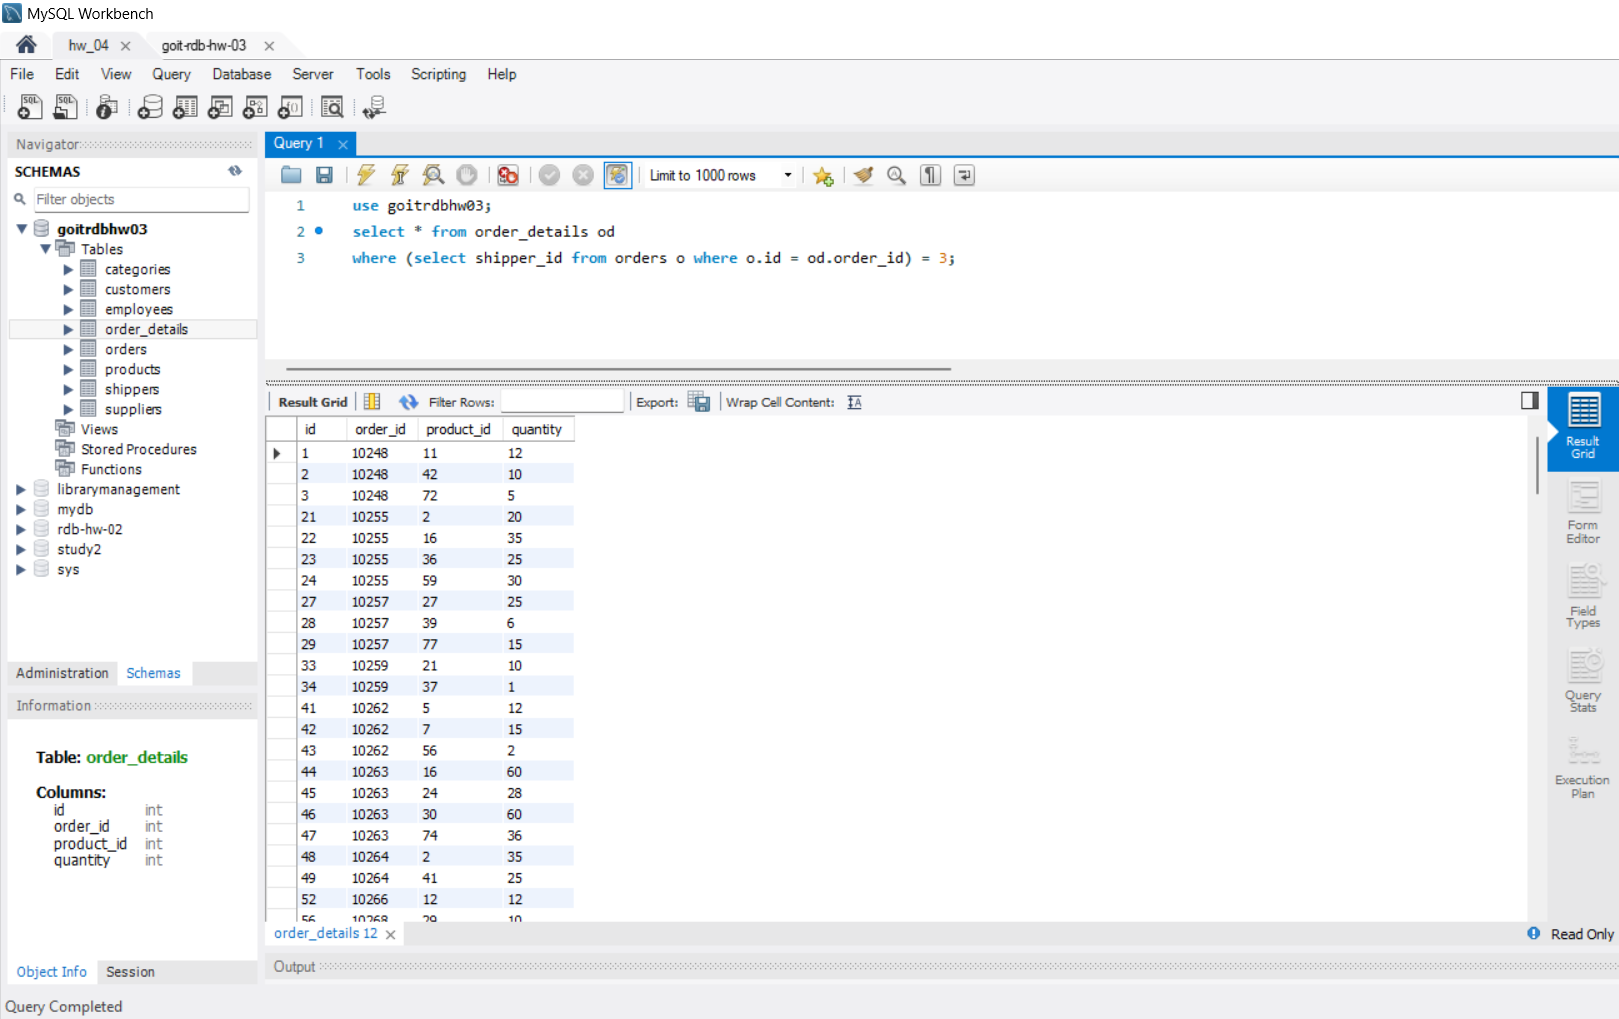 MySQL Workbench
hw_04
goit-rdb-hw-03
File Edit View Query Database Server Tools Scripting Help
Navigator
SCHEMAS
Filter objects
goitrdbhw03
Tables
categories
customers
employees
order_details
orders
products
shippers
suppliers
Views
Stored Procedures
Functions
librarymanagement
mydb
rdb-hw-02
study2
sys
Administration Schemas
Information
Table: order_details
Columns:
id int
order_id int
product_id int
quantity int
Object Info Session
Query Completed
Query 1
Limit to 1000 rows
1 use goitrdbhw03;
2 select * from order_details od
3 where (select shipper_id from orders o where o.id = od.order_id) = 3;
Result Grid Filter Rows: Export: Wrap Cell Content:
id order_id product_id quantity
1 10248 11 12
2 10248 42 10
3 10248 72 5
21 10255 2 20
22 10255 16 35
23 10255 36 25
24 10255 59 30
27 10257 27 25
28 10257 39 6
29 10257 77 15
33 10259 21 10
34 10259 37 1
41 10262 5 12
42 10262 7 15
43 10262 56 2
44 10263 16 60
45 10263 24 28
46 10263 30 60
47 10263 74 36
48 10264 2 35
49 10264 41 25
52 10266 12 12
56 10268 29 10
Result
Grid
Form
Editor
Field
Types
Query
Stats
Execution
Plan
order_details 12
Read Only
Output